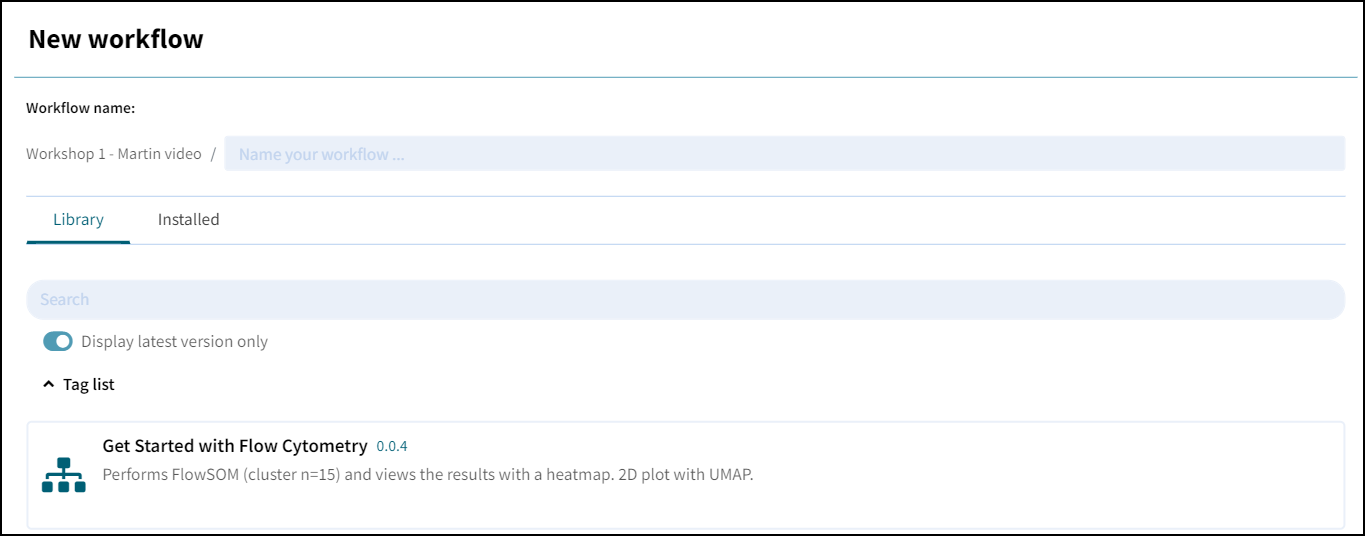 New workflow
Workflow name:
Workshop 1 - Martin video / Name your workflow ...
Library Installed
Search
Display latest version only
Tag list
Get Started with Flow Cytometry 0.0.4
Performs FlowSOM (cluster n=15) and views the results with a heatmap. 2D plot with UMAP.